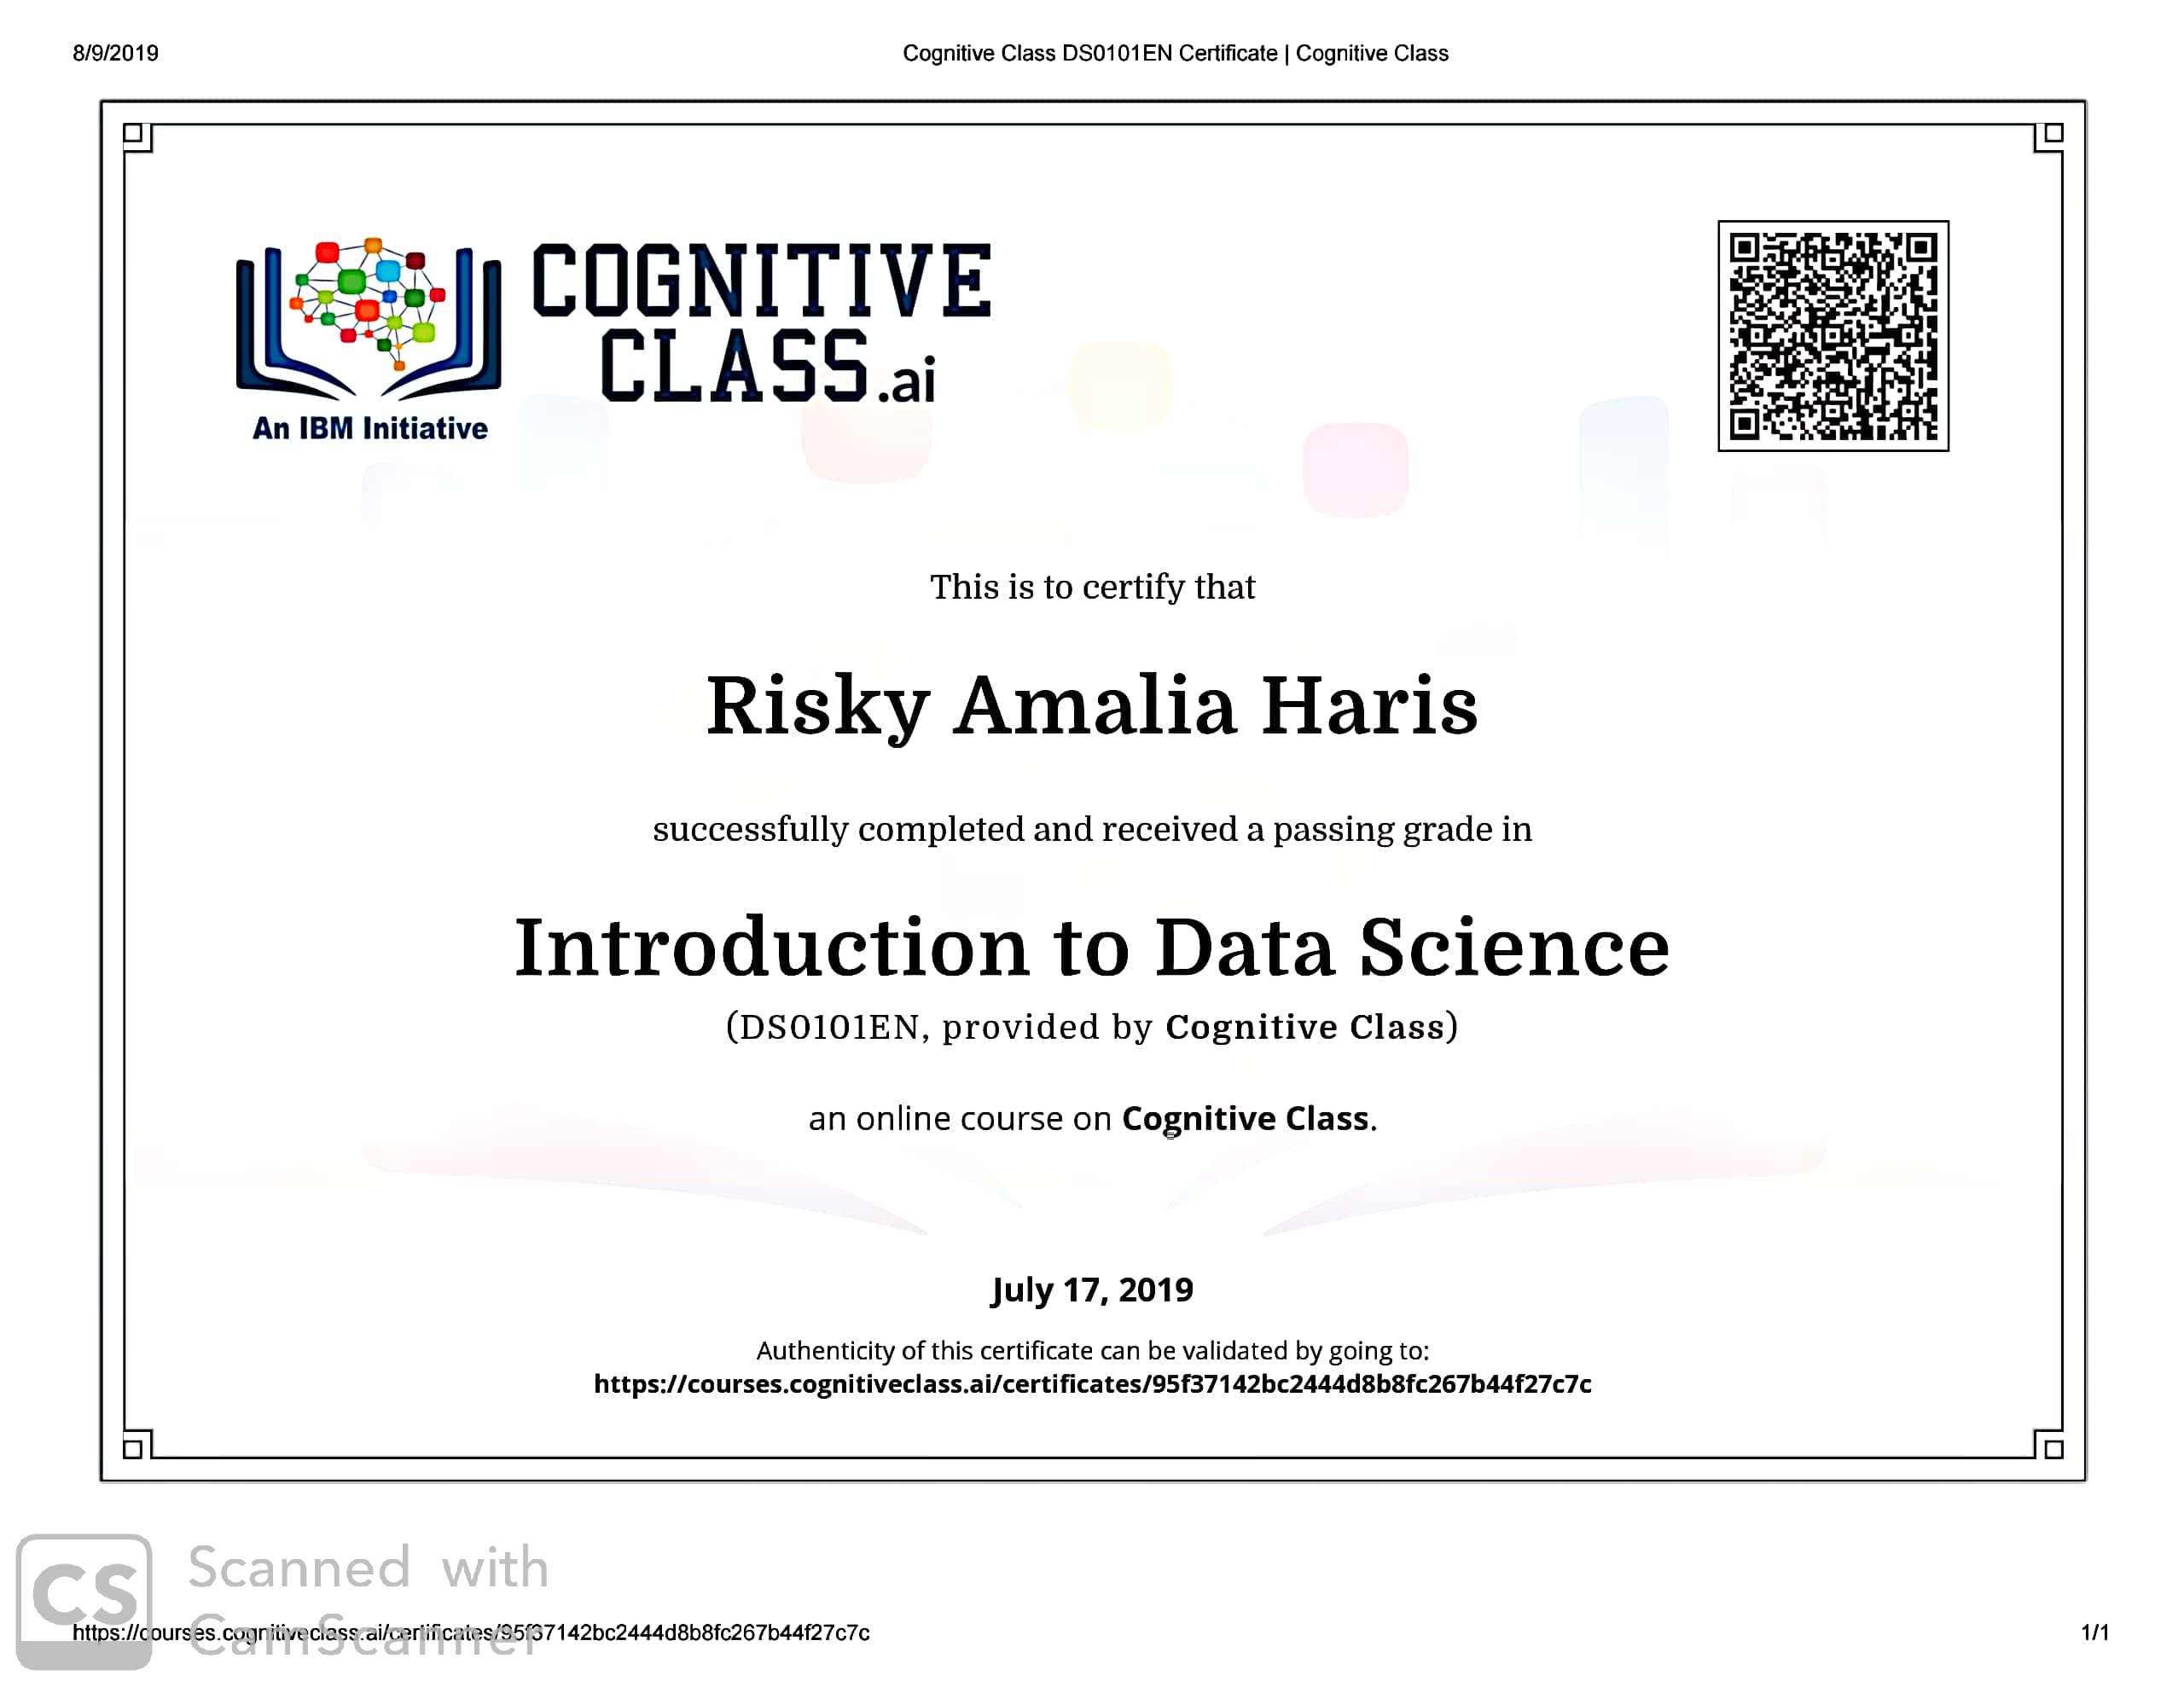 8/9/2019
Cognitive Class DS0101EN Certificate | Cognitive Class
COGNITIVE
CLASS.ai
An IBM Initiative
This is to certify that
Risky Amalia Haris
successfully completed and received a passing grade in
Introduction to Data Science
(DS0101EN, provided by Cognitive Class)
an online course on Cognitive Class.
July 17, 2019
Authenticity of this certificate can be validated by going to:
https://courses.cognitiveclass.ai/certificates/95f37142bc2444d8b8fc267b44f27c7c
CS
Scanned with
CamScanner
https://courses.cognitiveclass.ai/certificates/95f37142bc2444d8b8fc267b44f27c7c
1/1